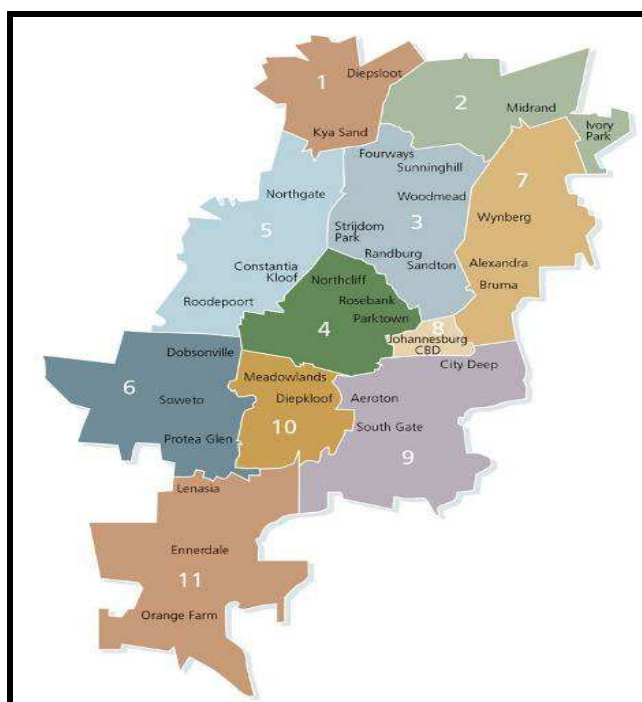 1
Diepsloot
Kya Sand
2
Midrand
Ivory
Park
Fourways
Sunninghill
Woodmead
3
Strijdom
Park
Randburg
Sandton
7
Wynberg
Alexandra
Bruma
Northgate
5
Constantia
Kloof
Roodepoort
Northcliff
Rosebank
Parktown
4
8
Johannesburg
CBD
City Deep
Dobsonville
6
Soweto
Protea Glen
Meadowlands
Diepkloof
10
Aeroton
South Gate
9
Lenasia
Ennerdale
11
Orange Farm